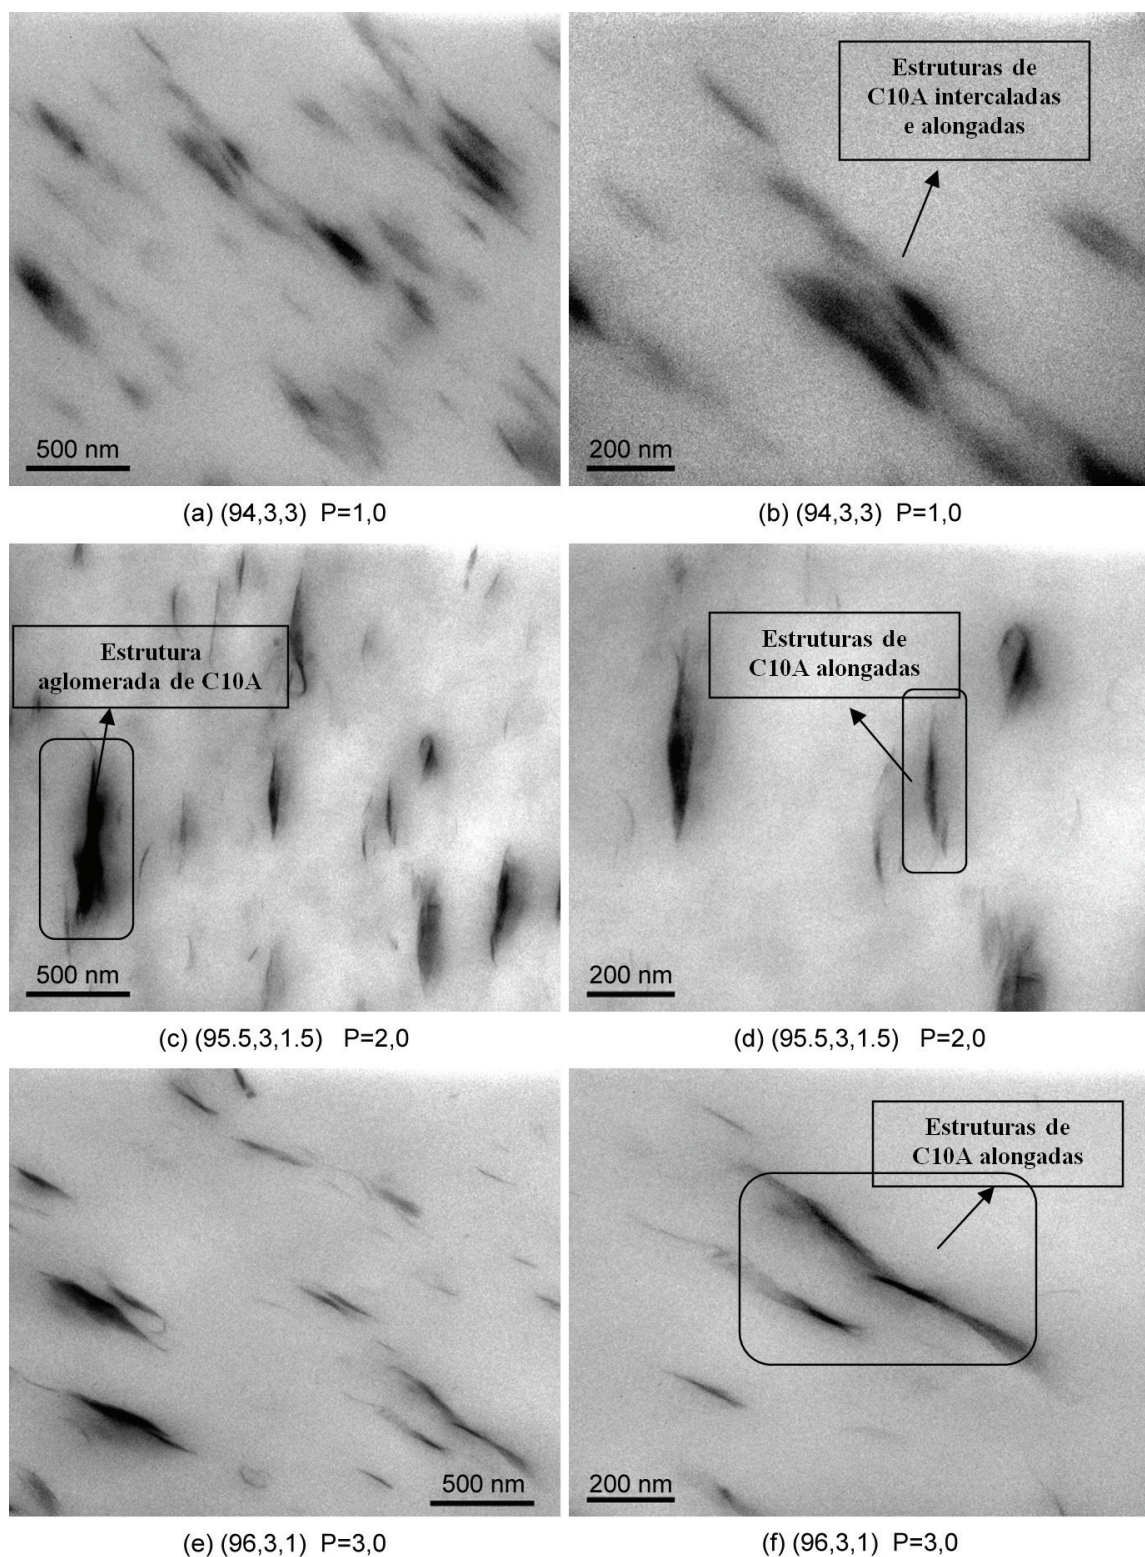 Estruturas de
C10A intercaladas
e alongadas
500 nm
200 nm
(a) (94,3,3) P=1,0
(b) (94,3,3) P=1,0
Estrutura
aglomerada de C10A
Estruturas de
C10A alongadas
500 nm
200 nm
(c) (95.5,3,1.5) P=2,0
(d) (95.5,3,1.5) P=2,0
Estruturas de
C10A alongadas
500 nm
200 nm
(e) (96,3,1) P=3,0
(f) (96,3,1) P=3,0